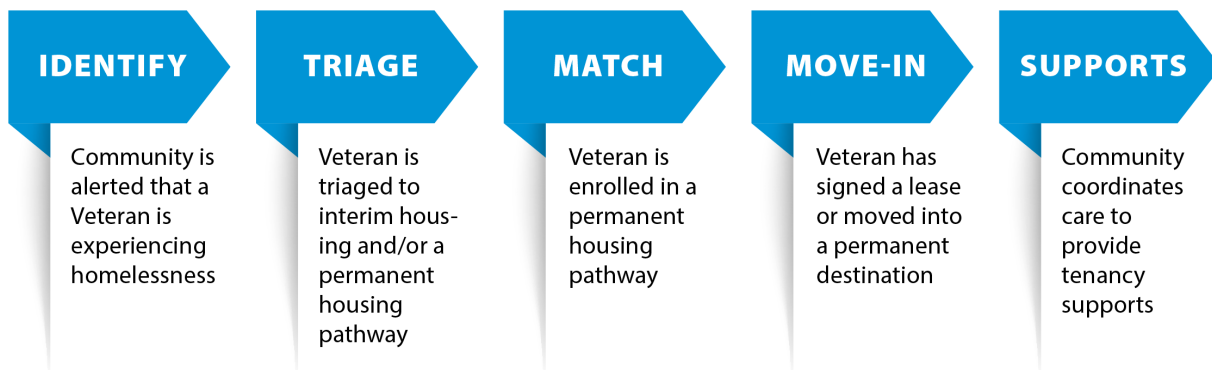 IDENTIFY
Community is
alerted that a
Veteran is
experiencing
homelessness
TRIAGE
Veteran is
triaged to
interim hous-
ing and/or a
permanent
housing
pathway
MATCH
Veteran is
enrolled in a
permanent
housing
pathway
MOVE-IN
Veteran has
signed a lease
or moved into
a permanent
destination
SUPPORTS
Community
coordinates
care to
provide
tenancy
supports